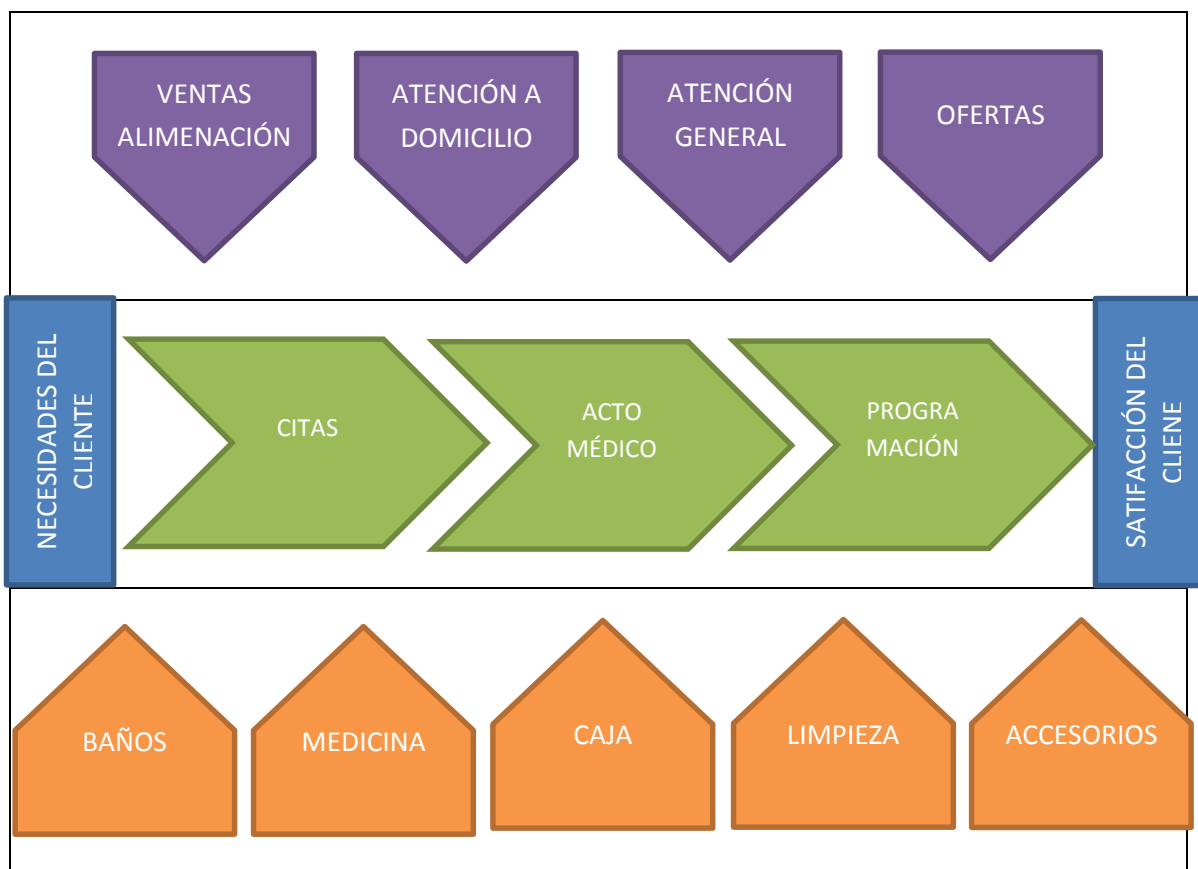 VENTAS
ALIMENACIÓN
ATENCIÓN A
DOMICILIO
ATENCIÓN
GENERAL
OFERTAS
NECESIDADES DEL
CLIENTE
CITAS
ACTO
MÉDICO
PROGRA
MACIÓN
SATIFACCIÓN DEL
CLIENE
BAÑOS
MEDICINA
CAJA
LIMPIEZA
ACCESORIOS